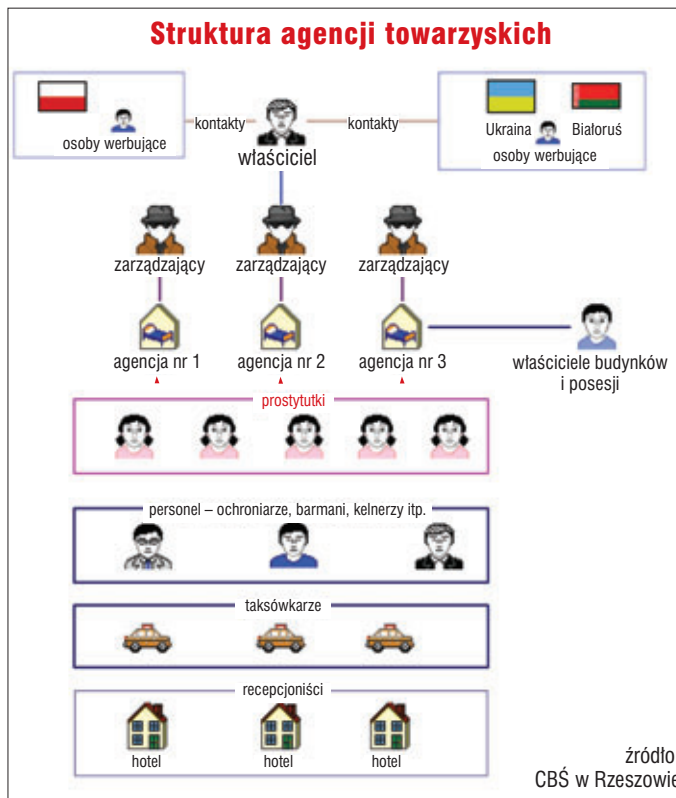 Struktura agencji towarzyskich
osoby werbujące
kontakty
właściciel
kontakty
Ukraina
Białoruś
osoby werbujące
zarządzający
zarządzający
zarządzający
agencja nr 1
agencja nr 2
agencja nr 3
właściciele budynków
i posesji
prostytutki
personel – ochroniarze, barmani, kelnerzy itp.
taksówkarze
recepcjoniści
hotel
hotel
hotel
źródło
CBŚ w Rzeszowie